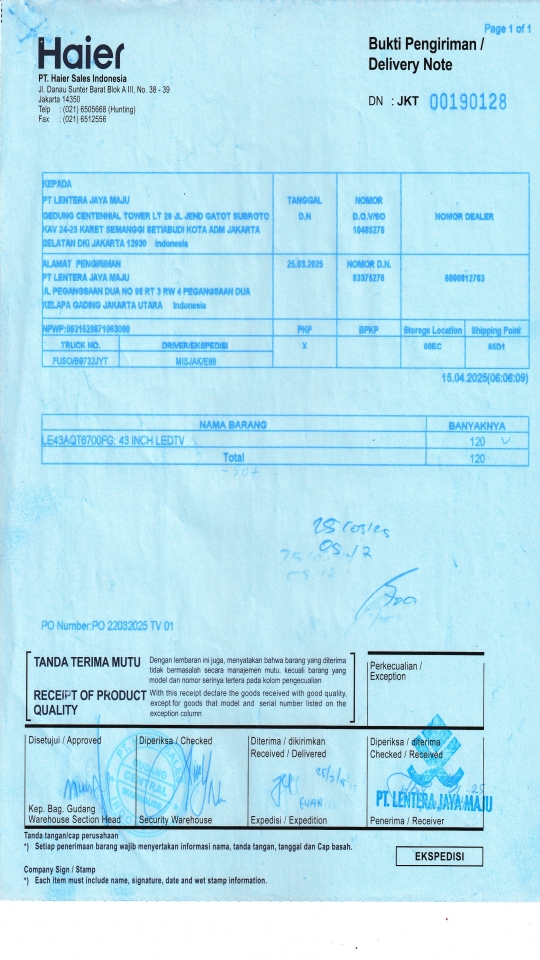 Page 1 of 1
Haier
PT. Haier Sales Indonesia
Jl. Danau Sunter Barat Blok A III, No. 38 - 39
Jakarta 14350
Telp : (021) 6505668 (Hunting)
Fax : (021) 6512556
Bukti Pengiriman /
Delivery Note
DN : JKT 00190128
KEPADA
PT LENTERA JAYA MAJU
GEDUNG CENTENNIAL TOWER LT 29 JL JEND GATOT SUBROTO
KAV 24-25 KARET SEMANGGI SETIABUDI KOTA ADM JAKARTA
SELATAN DKI JAKARTA 12930 Indonesia
TANGGAL
D.N
NOMOR
D.O.V/SO
10485278
NOMOR DEALER
ALAMAT PENGIRIMAN
PT LENTERA JAYA MAJU
JL PEGANGSAAN DUA NO 98 RT 3 RW 4 PEGANGSAAN DUA
KELAPA GADING JAKARTA UTARA Indonesia
25.03.2025
NOMOR D.N.
83375276
PKP
BPKP
Storage Location
Shipping Point
TRUCK NO.
DRIVER/EKSPEDISI
X
FUSO/B9732JYT
15.04.2025(06:06:09)
NAMA BARANG
BANYAKNYA
LE43AQT6700FG: 43 INCH LEDTV
120
Total
120
05.12
PO Number:PO 22032025 TV 01
TANDA TERIMA MUTU
Dengan lembaran ini juga, menyatakan bahwa barang yang diterima
tidak bermasalah secara manajemen mutu, kecuali barang yang
model dan nomor serinya tertera pada kolom pengecualian
RECEIPT OF PRODUCT
QUALITY
With this receipt declare the goods received with good quality,
except for goods that model and serial number listed on the
exception column
Perkecualian /
Exception
Disetujui / Approved
Kep. Bag. Gudang
Warehouse Section Head
Diperiksa / Checked
Security Warehouse
Diterima / dikirimkan
Received / Delivered
Expedisi / Expedition
Diperiksa / diterima
Checked / Received
PT. LENTERA JAYA MAJU
Penerima / Receiver
Tanda tangan/cap perusahaan
*) Setiap penerimaan barang wajib menyertakan informasi nama, tanda tangan, tanggal dan Cap basah.
EKSPEDISI
Company Sign / Stamp
*) Each item must include name, signature, date and wet stamp information.